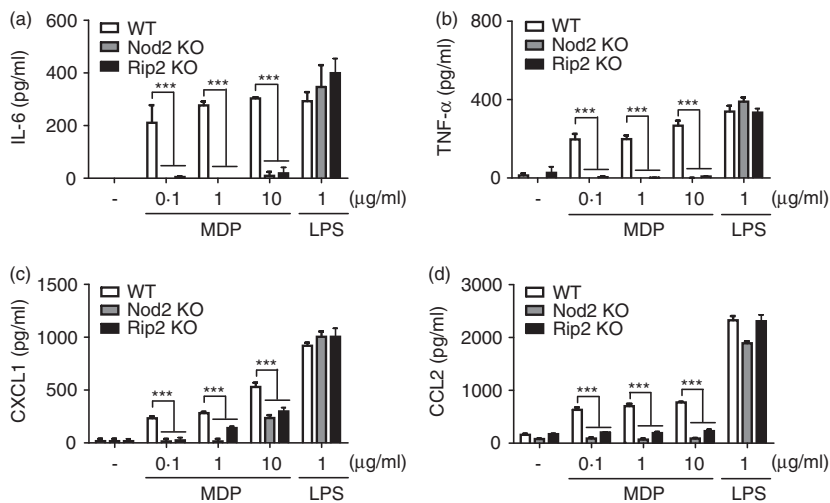 (a)
600
400
200
0
IL-6 (pg/ml)
WT
Nod2 KO
Rip2 KO
***
***
***
- 0·1 1 10 1 (µg/ml)
MDP LPS
(b)
800
400
0
TNF-α (pg/ml)
WT
Nod2 KO
Rip2 KO
***
***
***
- 0·1 1 10 1 (µg/ml)
MDP LPS
(c)
1500
1000
500
0
CXCL1 (pg/ml)
WT
Nod2 KO
Rip2 KO
***
***
***
- 0·1 1 10 1 (µg/ml)
MDP LPS
(d)
3000
2000
1000
0
CCL2 (pg/ml)
WT
Nod2 KO
Rip2 KO
***
***
***
- 0·1 1 10 1 (µg/ml)
MDP LPS